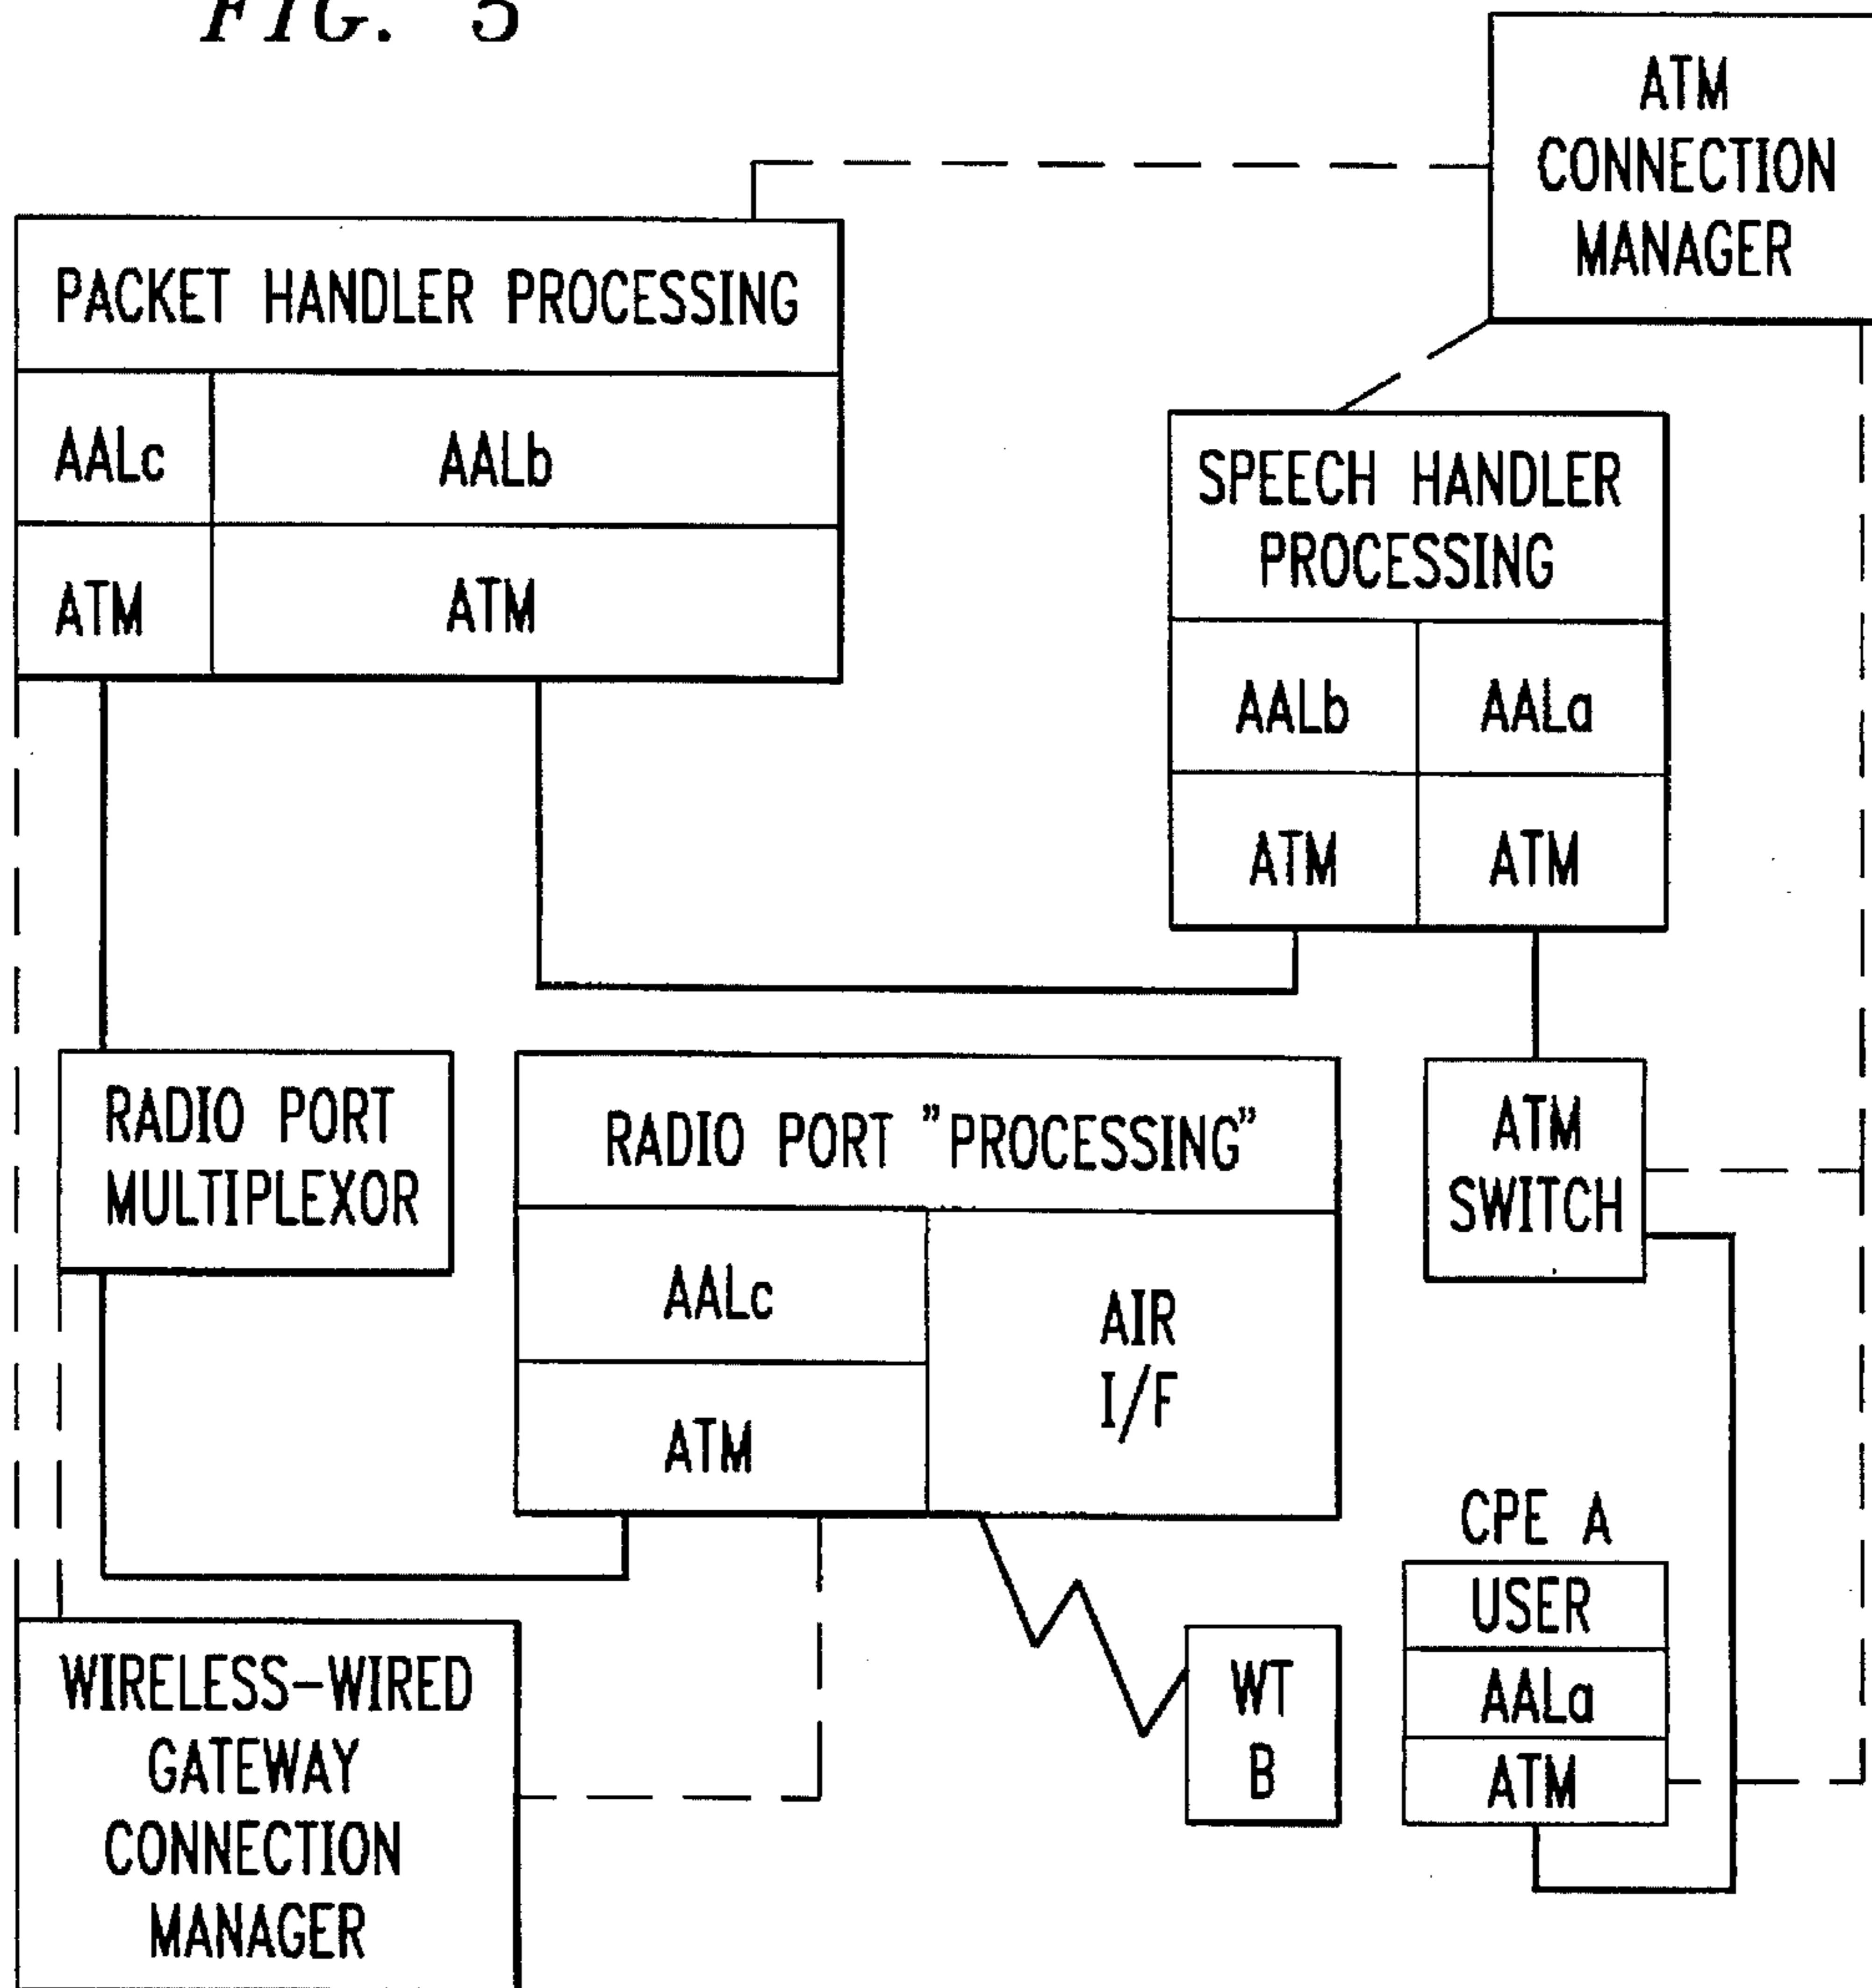 FIG. 5
ATM
CONNECTION
MANAGER
PACKET HANDLER PROCESSING
AALc AALb
ATM ATM
SPEECH HANDLER
PROCESSING
AALb AALa
ATM ATM
RADIO PORT
MULTIPLEXOR
RADIO PORT "PROCESSING"
AALc
ATM
AIR
I/F
ATM
SWITCH
CPE A
USER
AALa
ATM
WT
B
WIRELESS-WIRED
GATEWAY
CONNECTION
MANAGER